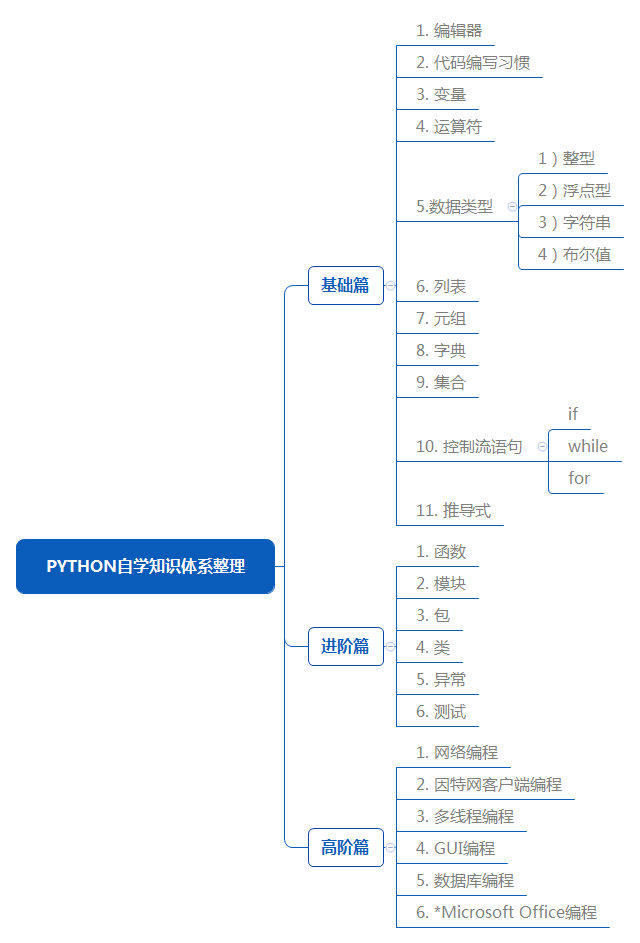 PYTHON自学知识体系整理
基础篇
1. 编辑器
2. 代码编写习惯
3. 变量
4. 运算符
5.数据类型
1）整型
2）浮点型
3）字符串
4）布尔值
6. 列表
7. 元组
8. 字典
9. 集合
10. 控制流语句
if
while
for
11. 推导式
进阶篇
1. 函数
2. 模块
3. 包
4. 类
5. 异常
6. 测试
高阶篇
1. 网络编程
2. 因特网客户端编程
3. 多线程编程
4. GUI编程
5. 数据库编程
6. *Microsoft Office编程